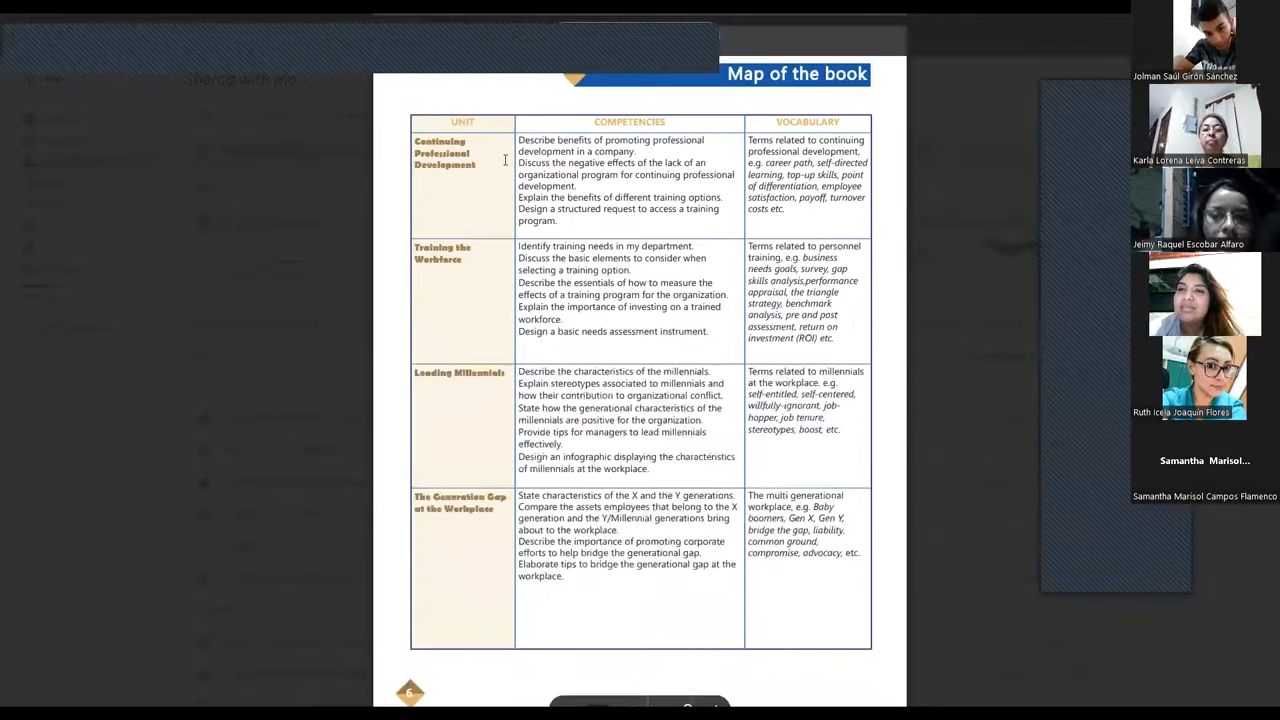 Shared with me
Map of the book
UNIT
COMPETENCIES
VOCABULARY
Continuing
Professional
Development
Describe benefits of promoting professional
development in a company.
Discuss the negative effects of the lack of an
organizational program for continuing professional
development.
Explain the benefits of different training options.
Design a structured request to access a training
program.
Terms related to continuing
professional development,
e.g. career path, self-directed
learning, top-up skills, point
of differentiation, employee
satisfaction, payoff, turnover
costs etc.
Training the
Workforce
Identify training needs in my department.
Discuss the basic elements to consider when
selecting a training option.
Describe the essentials of how to measure the
effects of a training program for the organization.
Explain the importance of investing on a trained
workforce.
Design a basic needs assessment instrument.
Terms related to personnel
training, e.g. business
needs goals, survey, gap
skills analysis,performance
appraisal, the triangle
strategy, benchmark
analysis, pre and post
assessment, return on
investment (ROI) etc.
Leading Millennials
Describe the characteristics of the millennials.
Explain stereotypes associated to millennials and
how their contribution to organizational conflict.
State how the generational characteristics of the
millennials are positive for the organization.
Provide tips for managers to lead millennials
effectively.
Design an infographic displaying the characteristics
of millennials at the workplace.
Terms related to millennials
at the workplace. e.g.
self-entitled, self-centered,
willfully-ignorant, job-
hopper, job tenure,
stereotypes, boost, etc.
The Generation Gap
at the Workplace
State characteristics of the X and the Y generations.
Compare the assets employees that belong to the X
generation and the Y/Millennial generations bring
about to the workplace.
Describe the importance of promoting corporate
efforts to help bridge the generational gap.
Elaborate tips to bridge the generational gap at the
workplace.
The multi generational
workplace, e.g. Baby
boomers, Gen X, Gen Y,
bridge the gap, liability,
common ground,
compromise, advocacy, etc.
6
Jolman Saúl Girón Sánchez
Karla Lorena Leiva Contreras
Jeimy Raquel Escobar Alfaro
Ruth Icela Joaquín Flores
Samantha Marisol...
Samantha Marisol Campos Flamenco